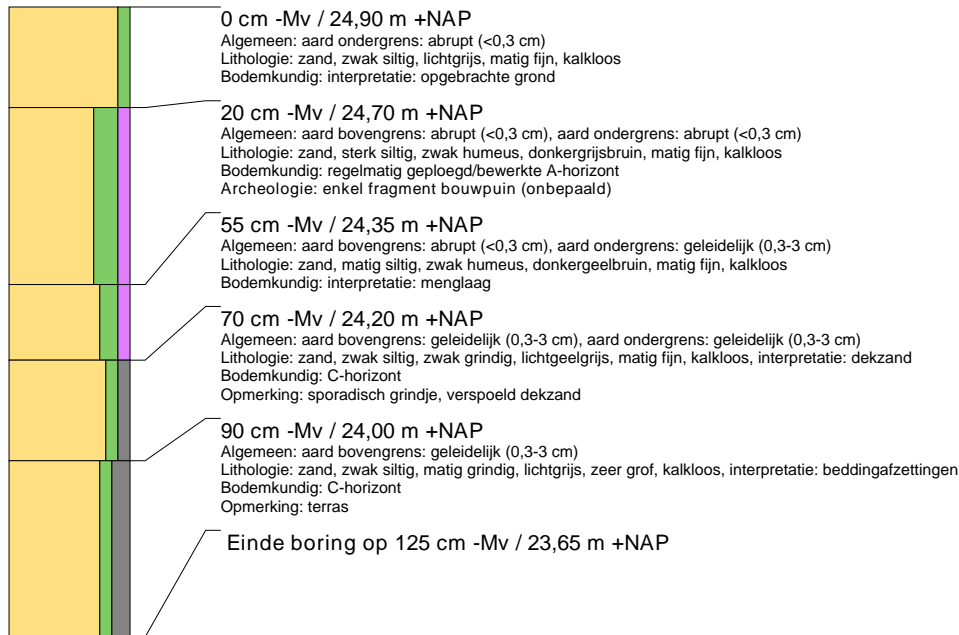 0 cm -Mv / 24,90 m +NAP
Algemeen: aard ondergrens: abrupt (<0,3 cm)
Lithologie: zand, zwak siltig, lichtgrijs, matig fijn, kalkloos
Bodemkundig: interpretatie: opgebrachte grond
20 cm -Mv / 24,70 m +NAP
Algemeen: aard bovengrens: abrupt (<0,3 cm), aard ondergrens: abrupt (<0,3 cm)
Lithologie: zand, sterk siltig, zwak humeus, donkergrijsbruin, matig fijn, kalkloos
Bodemkundig: regelmatig geploegd/bewerkte A-horizont
Archeologie: enkel fragment bouwpuin (onbepaald)
55 cm -Mv / 24,35 m +NAP
Algemeen: aard bovengrens: abrupt (<0,3 cm), aard ondergrens: geleidelijk (0,3-3 cm)
Lithologie: zand, matig siltig, zwak humeus, donkergeelbruin, matig fijn, kalkloos
Bodemkundig: interpretatie: menglaag
70 cm -Mv / 24,20 m +NAP
Algemeen: aard bovengrens: geleidelijk (0,3-3 cm), aard ondergrens: geleidelijk (0,3-3 cm)
Lithologie: zand, zwak siltig, zwak grindig, lichtgeelgrijs, matig fijn, kalkloos, interpretatie: dekzand
Bodemkundig: C-horizont
Opmerking: sporadisch grindje, verspoeld dekzand
90 cm -Mv / 24,00 m +NAP
Algemeen: aard bovengrens: geleidelijk (0,3-3 cm)
Lithologie: zand, zwak siltig, matig grindig, lichtgrijs, zeer grof, kalkloos, interpretatie: beddingafzettingen
Bodemkundig: C-horizont
Opmerking: terras
Einde boring op 125 cm -Mv / 23,65 m +NAP